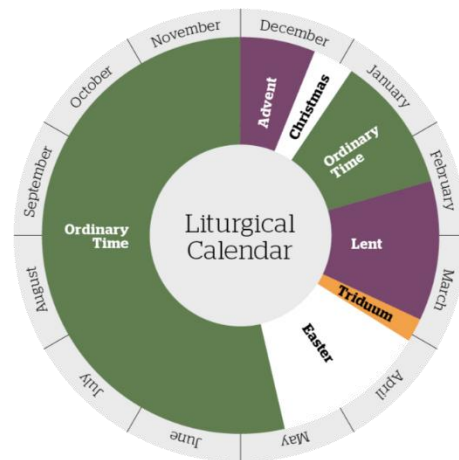 November
December
October
January
Advent
Christmas
Ordinary
Time
September
February
Ordinary
Time
Liturgical
Calendar
Lent
Triduum
August
March
Easter
July
April
June
May